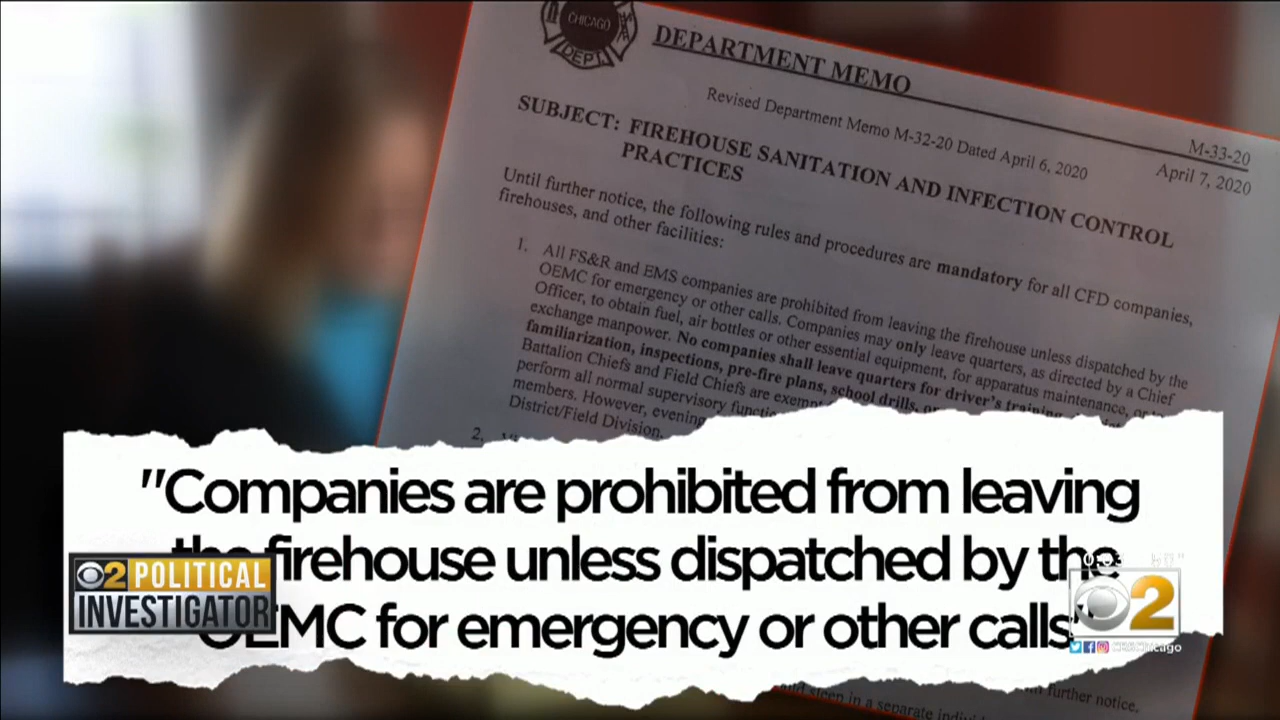 CHICAGO
DEPT.
DEPARTMENT MEMO
Revised Department Memo M-32-20 Dated April 6, 2020
M-33-20
April 7, 2020
SUBJECT: FIREHOUSE SANITATION AND INFECTION CONTROL
PRACTICES
Until further notice, the following rules and procedures are mandatory for all CFD companies,
firehouses, and other facilities:
1. All FS&R and EMS companies are prohibited from leaving the firehouse unless dispatched by the
OEMC for emergency or other calls. Companies may only leave quarters, as directed by a Chief
Officer, to obtain fuel, air bottles or other essential equipment, for apparatus maintenance, or to
exchange manpower. No companies shall leave quarters for driver's training,
familiarization, inspections, pre-fire plans, school drills,
Battalion Chiefs and Field Chiefs are
perform all normal supervisory
members. However, evening
District/Field Division.
2.
"Companies are prohibited from leaving
the firehouse unless dispatched by the
OEMC for emergency or other calls"
2 POLITICAL
INVESTIGATOR
2
CBSChicago
in a separate
further notice.